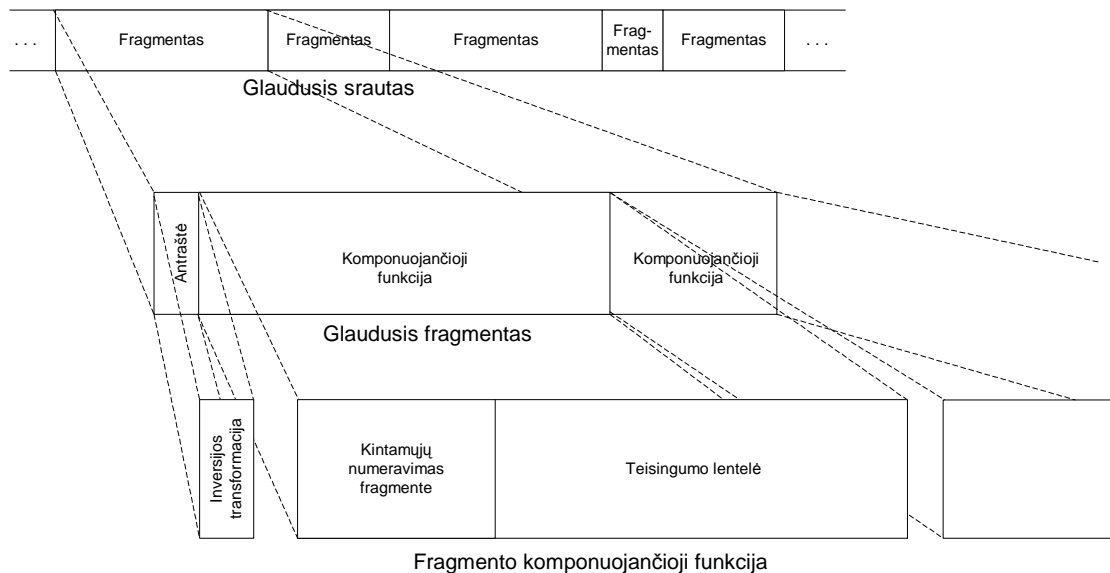 . . .
Fragmentas
Fragmentas
Fragmentas
Frag-
mentas
Fragmentas
. . .
Glaudusis srautas
Antraštė
Komponuojančioji
funkcija
Komponuojančioji
funkcija
Glaudusis fragmentas
Inversijos
transformacija
Kintamųjų
numeravimas
fragmente
Teisingumo lentelė
Fragmento komponuojančioji funkcija